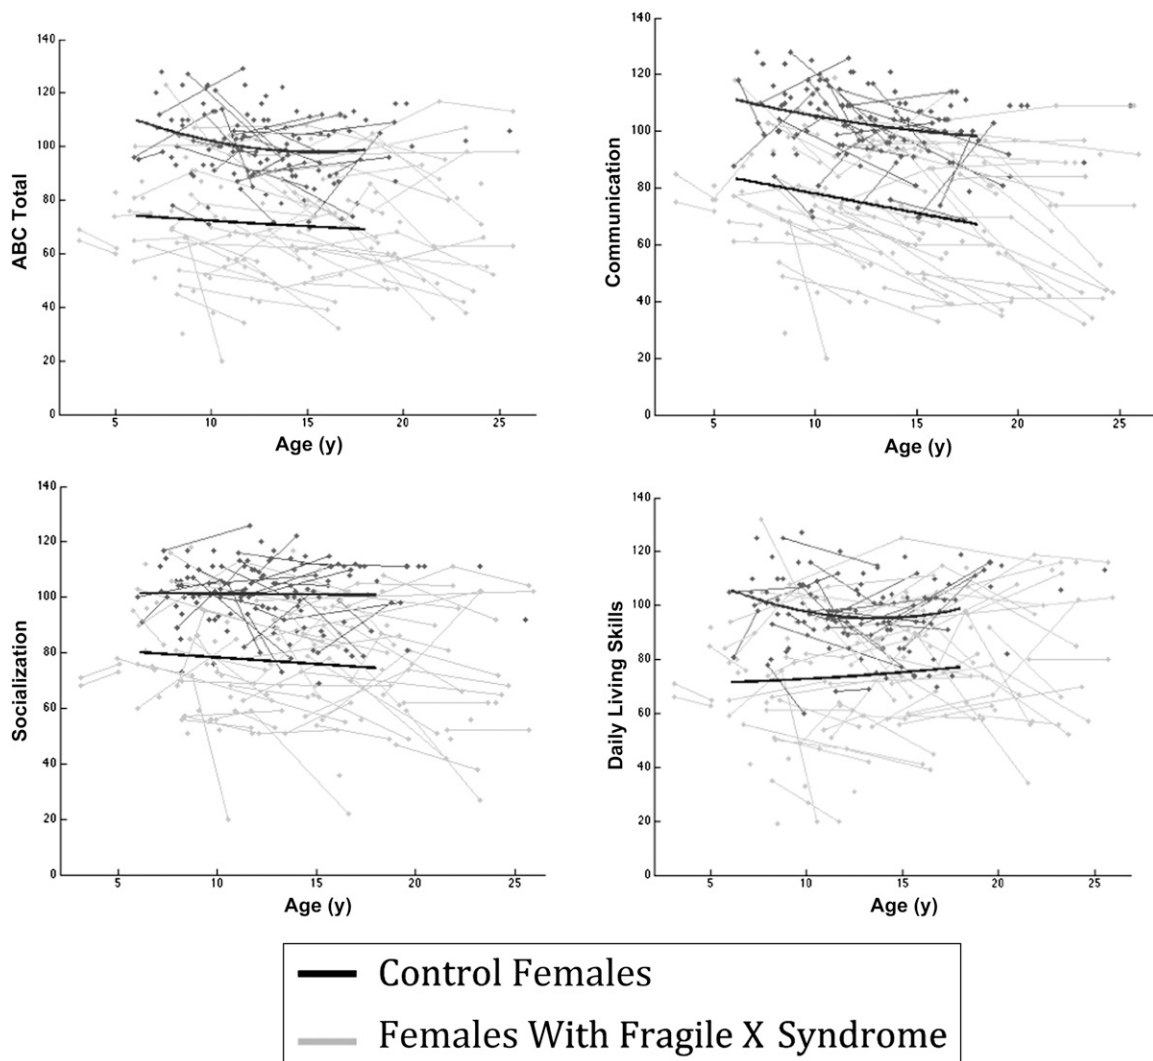 140
120
100
80
60
40
20
0
ABC Total
5 10 15 20 25
Age (y)
140
120
100
80
60
40
20
0
Communication
5 10 15 20 25
Age (y)
140
120
100
80
60
40
20
0
Socialization
5 10 15 20 25
Age (y)
140
120
100
80
60
40
20
0
Daily Living Skills
5 10 15 20 25
Age (y)
Control Females
Females With Fragile X Syndrome